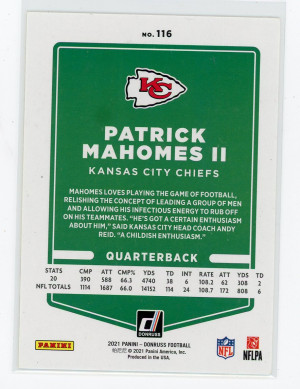 NO. 116
KC
PATRICK
MAHOMES II
KANSAS CITY CHIEFS
MAHOMES LOVES PLAYING THE GAME OF FOOTBALL,
RELISHING THE CONCEPT OF LEADING A GROUP OF MEN
AND ALLOWING HIS INFECTIOUS ENERGY TO RUB OFF
ON HIS TEAMMATES. "HE'S GOT A CERTAIN ENTHUSIASM
ABOUT HIM," SAID KANSAS CITY HEAD COACH ANDY
REID. "A CHILDISH ENTHUSIASM."
QUARTERBACK
STATS CMP ATT CMP% YDS TD INT RTG YDS TD
20 390 588 66.3 4740 38 6 108.2 62 308 2
NFL TOTALS 1114 1687 66.0 14152 114 24 108.7 172 808 6
PANINI
DONRUSS
2021 PANINI – DONRUSS FOOTBALL
© 2021 Panini America, Inc.
Produced in the USA.
NFL
NFLPA